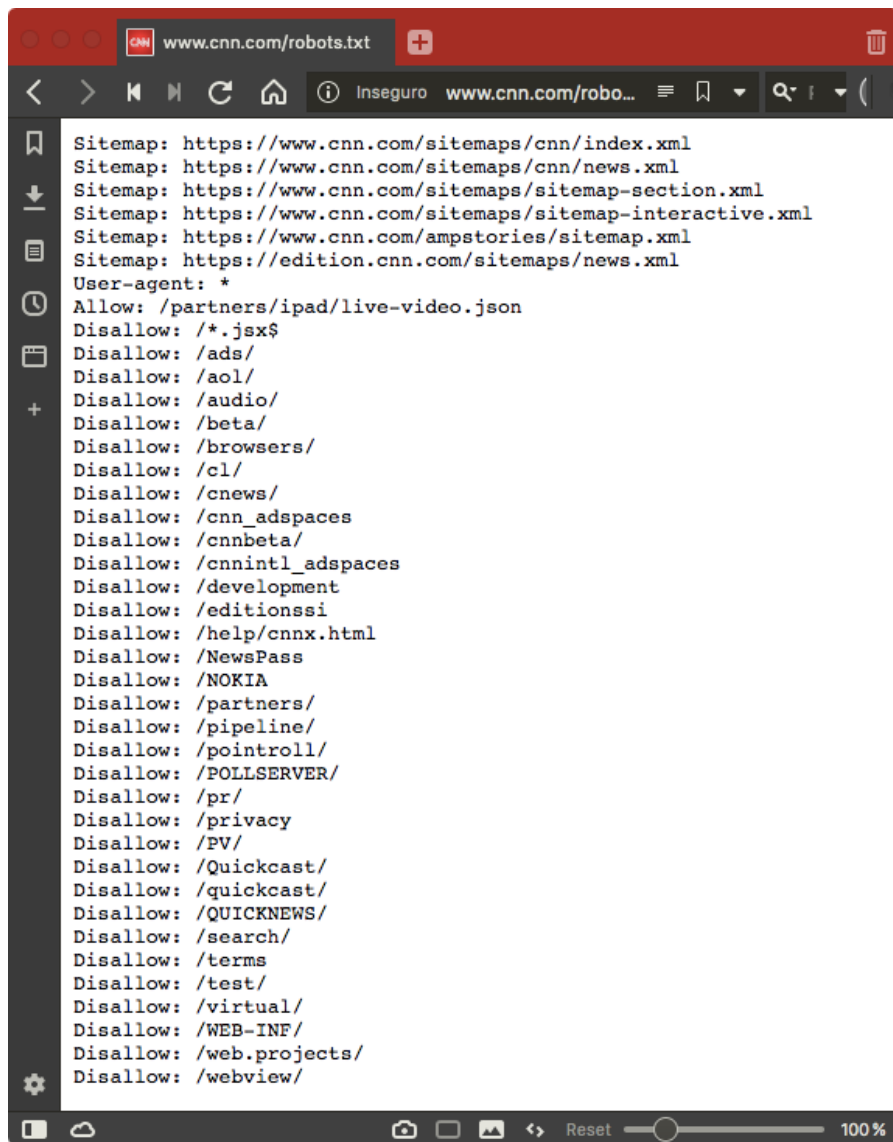 CNN www.cnn.com/robots.txt
Inseguro www.cnn.com/robo...
Sitemap: https://www.cnn.com/sitemaps/cnn/index.xml
Sitemap: https://www.cnn.com/sitemaps/cnn/news.xml
Sitemap: https://www.cnn.com/sitemaps/sitemap-section.xml
Sitemap: https://www.cnn.com/sitemaps/sitemap-interactive.xml
Sitemap: https://www.cnn.com/ampstories/sitemap.xml
Sitemap: https://edition.cnn.com/sitemaps/news.xml
User-agent: *
Allow: /partners/ipad/live-video.json
Disallow: /*.jsx$
Disallow: /ads/
Disallow: /aol/
Disallow: /audio/
Disallow: /beta/
Disallow: /browsers/
Disallow: /cl/
Disallow: /cnews/
Disallow: /cnn_adspaces
Disallow: /cnnbeta/
Disallow: /cnnintl_adspaces
Disallow: /development
Disallow: /editionssi
Disallow: /help/cnnx.html
Disallow: /NewsPass
Disallow: /NOKIA
Disallow: /partners/
Disallow: /pipeline/
Disallow: /pointroll/
Disallow: /POLLSERVER/
Disallow: /pr/
Disallow: /privacy
Disallow: /PV/
Disallow: /Quickcast/
Disallow: /quickcast/
Disallow: /QUICKNEWS/
Disallow: /search/
Disallow: /terms
Disallow: /test/
Disallow: /virtual/
Disallow: /WEB-INF/
Disallow: /web.projects/
Disallow: /webview/
Reset 100 %